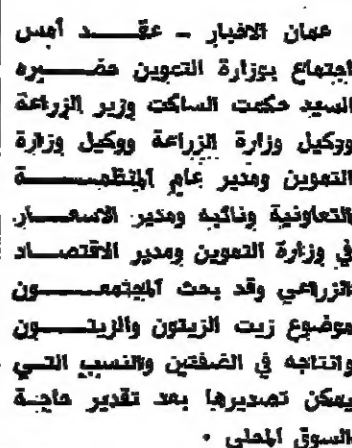 عمان الاخبار - عقد أمس
اجتماع بوزارة التموين حضره
السيد حكمت الساكت وزير الزراعة
ووكيل وزارة الزراعة ووكيل وزارة
التموين ومدير عام المنظمة
التعاونية ونائبه ومدير الاسعار
في وزارة التموين ومدير الاقتصاد
الزراعي وقد بحث المجتمعون
موضوع زيت الزيتون والزيتون
وانتاجه في الضفتين والنسب التي
يمكن تصديرها بعد تقدير حاجة
السوق المحلي .